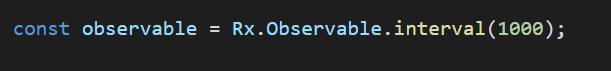 const observable = Rx.Observable.interval(1000);